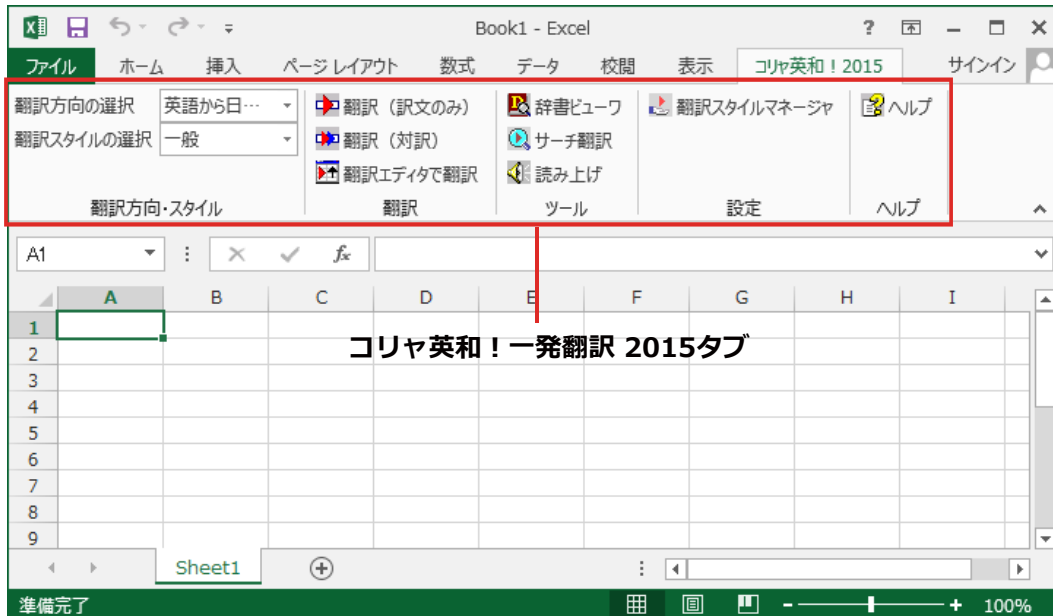 Book1 - Excel ?
ファイル ホーム 挿入 ページ レイアウト 数式 データ 校閲 表示 コリャ英和！2015 サインイン
翻訳方向の選択 英語から日… 翻訳（訳文のみ） 辞書ビューワ 翻訳スタイルマネージャ ヘルプ
翻訳スタイルの選択 一般 翻訳（対訳） サーチ翻訳
翻訳エディタで翻訳 読み上げ
翻訳方向・スタイル 翻訳 ツール 設定 ヘルプ
A1 fx
A B C D E F G H I
1
コリャ英和！一発翻訳 2015タブ
2
3
4
5
6
7
8
9
Sheet1
準備完了 100%